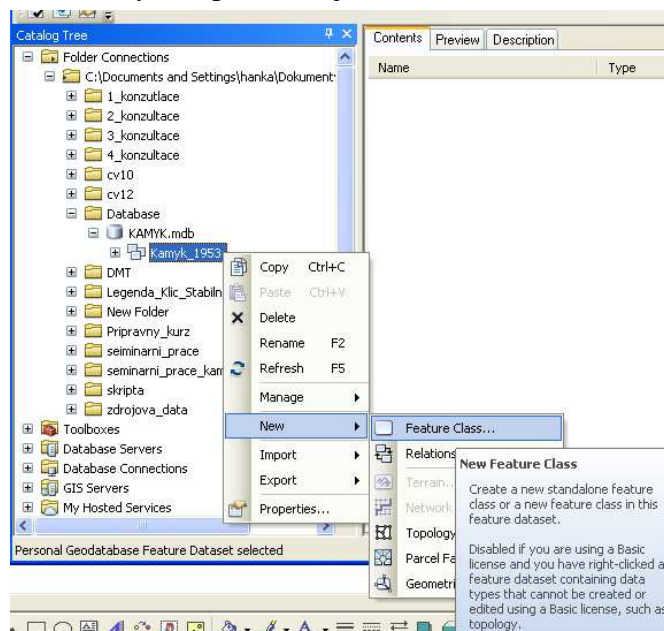 Catalog Tree
Folder Connections
C:\Documents and Settings\hanka\Dokument
1_konzutlace
2_konzultace
3_konzultace
4_konzultace
cv10
cv12
Database
KAMYK.mdb
Kamyk_1953
DMT
Legenda_Klic_Stabiln
New Folder
Pripravny_kurz
seiminarni_prace
seminarni_prace_kam
skripta
zdrojova_data
Toolboxes
Database Servers
Database Connections
GIS Servers
My Hosted Services
Personal Geodatabase Feature Dataset selected
Contents Preview Description
Name Type
Copy Ctrl+C
Paste Ctrl+V
Delete
Rename F2
Refresh F5
Manage
New
Import
Export
Properties...
Feature Class...
Relations
Terrain...
Network
Topology
Parcel Fa
Geometri
New Feature Class
Create a new standalone feature
class or a new feature class in this
feature dataset.
Disabled if you are using a Basic
license and you have right-clicked a
feature dataset containing data
types that cannot be created or
edited using a Basic license, such as
topology.